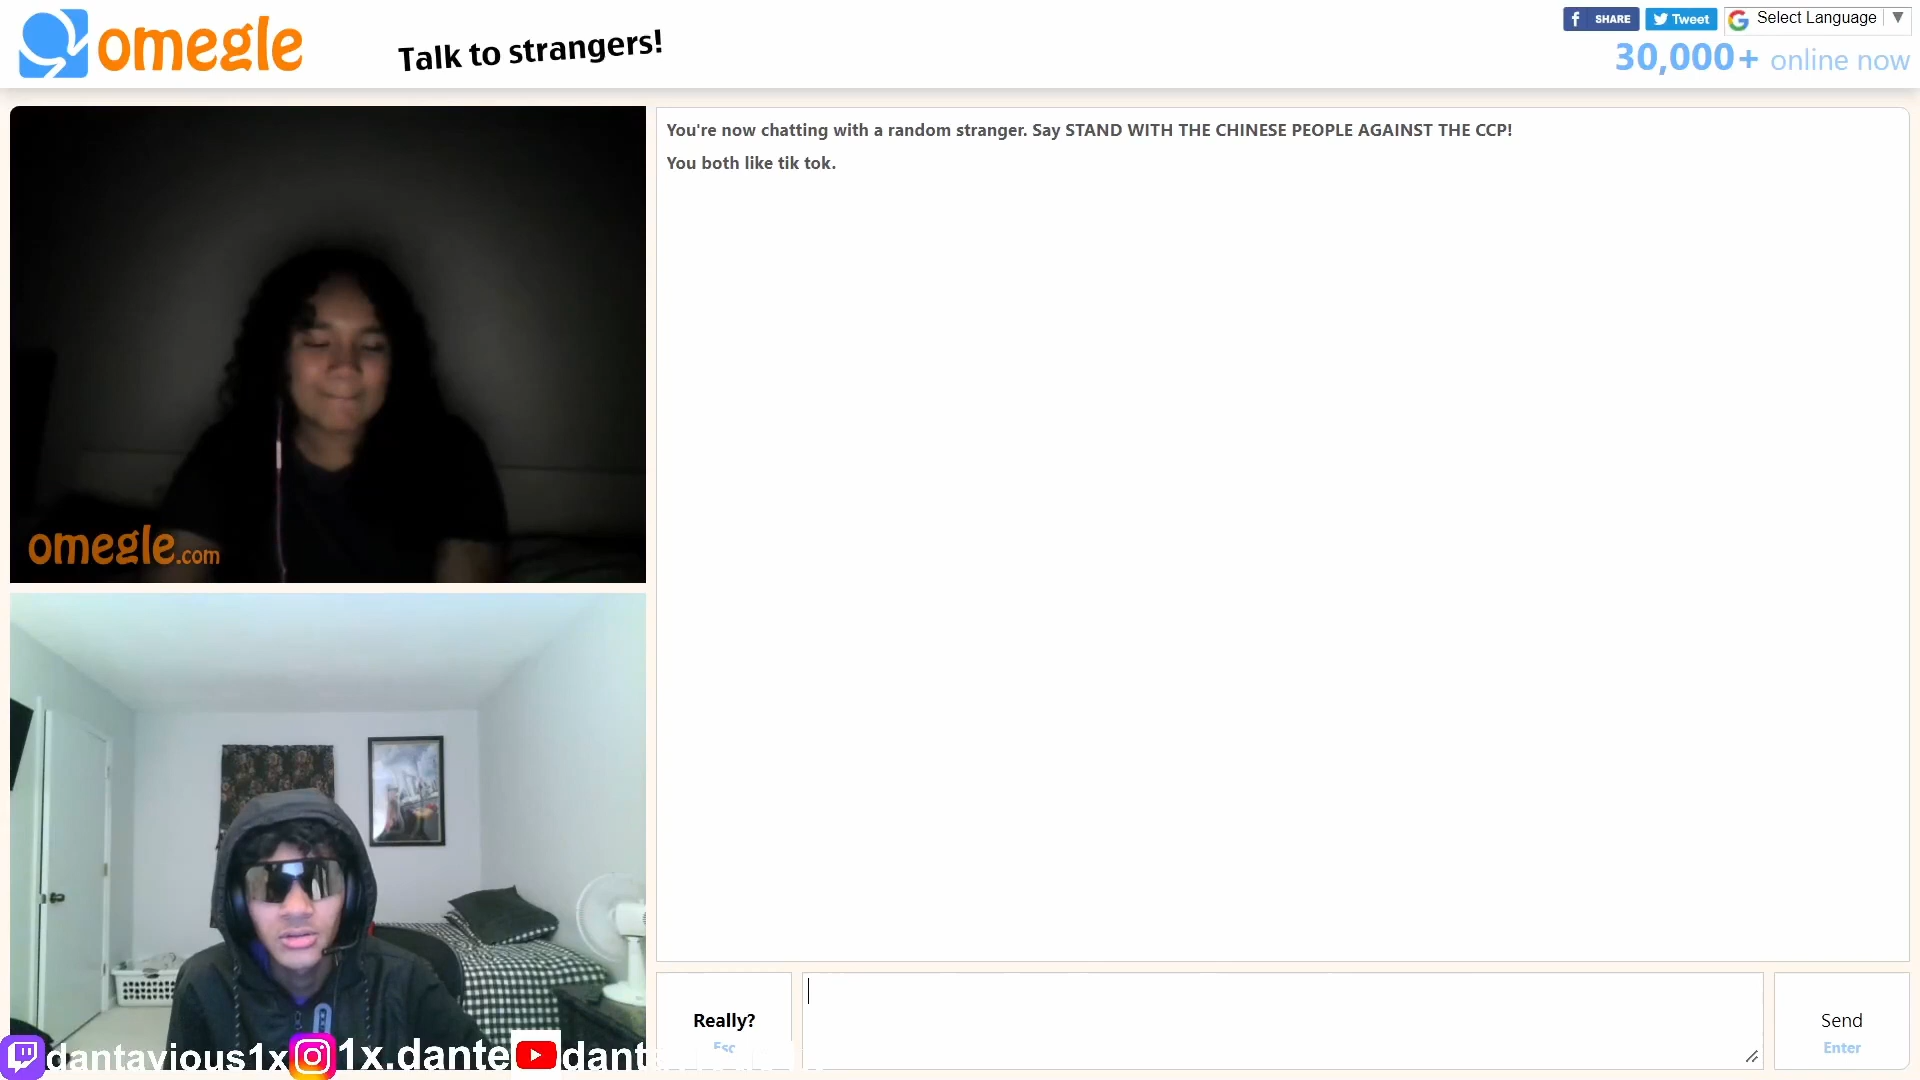 omegle
Talk to strangers!
SHARE
Tweet
Select Language
30,000+ online now
You're now chatting with a random stranger. Say STAND WITH THE CHINESE PEOPLE AGAINST THE CCP!
You both like tik tok.
omegle.com
Really?
Esc
Send
Enter
dantavious1x
1x.dante